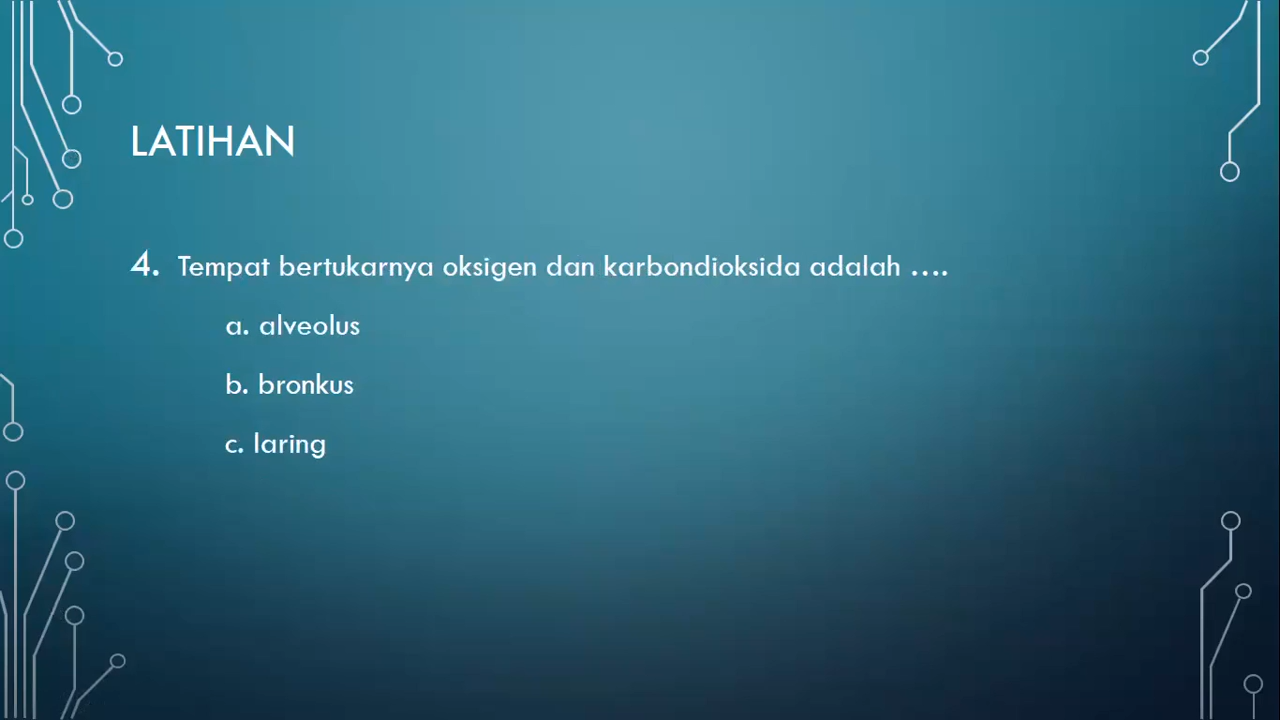 LATIHAN
4. Tempat bertukarnya oksigen dan karbondioksida adalah ....
a. alveolus
b. bronkus
c. laring